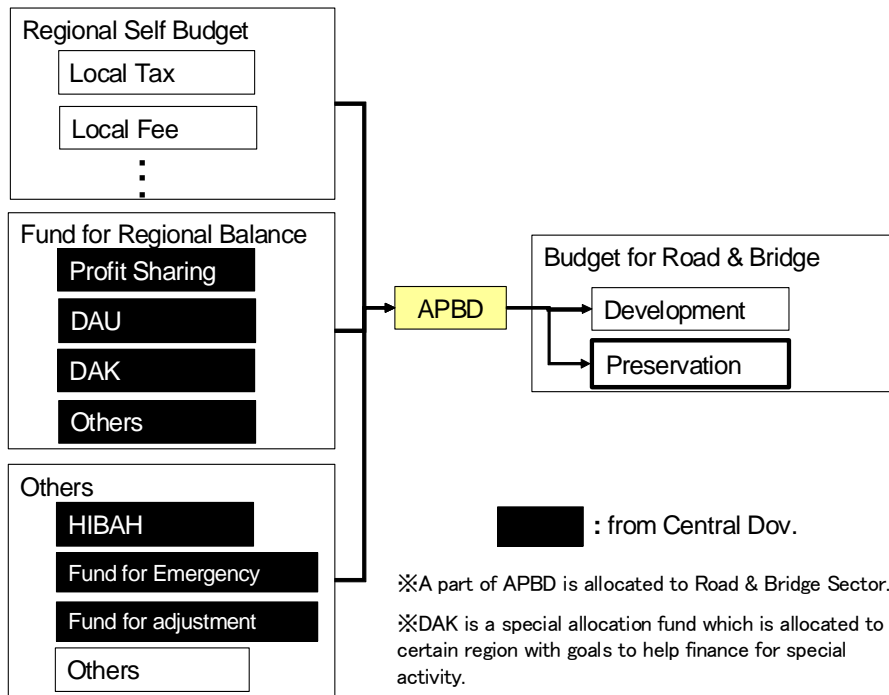 Regional Self Budget
Local Tax
Local Fee
Fund for Regional Balance
Profit Sharing
DAU
DAK
Others
Others
HIBAH
Fund for Emergency
Fund for adjustment
Others
APBD
Budget for Road & Bridge
Development
Preservation
: from Central Dov.
※A part of APBD is allocated to Road & Bridge Sector.
※DAK is a special allocation fund which is allocated to
certain region with goals to help finance for special
activity.